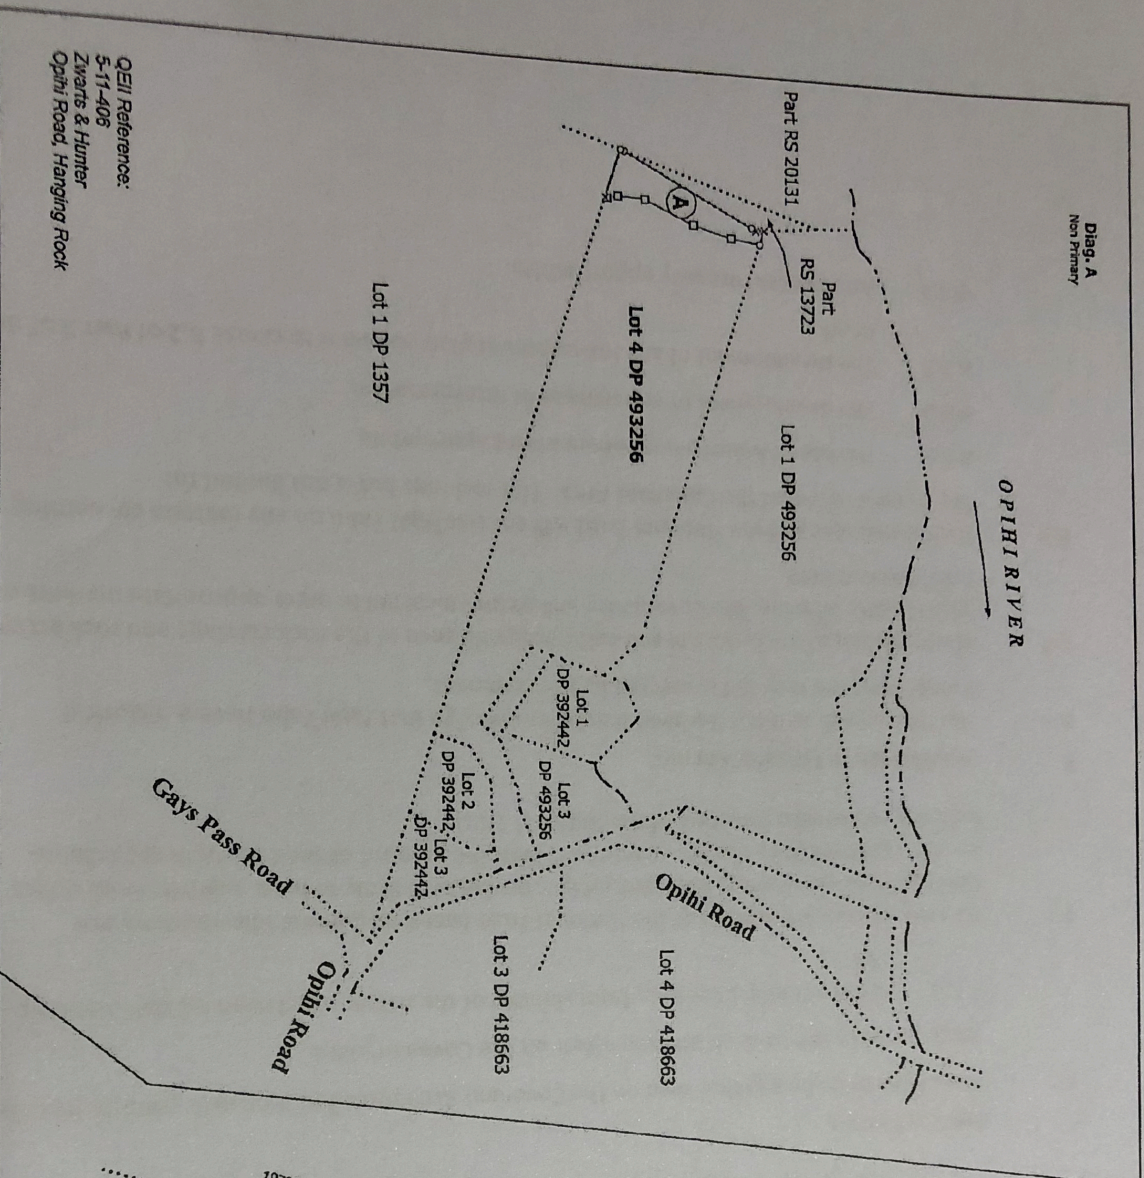 Diag. A
Non Primary
OPIHI RIVER
Part RS 20131
Part
RS 13723
A
Lot 1 DP 493256
Lot 4 DP 493256
Lot 1 DP 1357
Lot 1
DP 392442
Lot 3
DP 493256
Lot 2
DP 392442
Lot 3
DP 392442
Opihi Road
Lot 4 DP 418663
Lot 3 DP 418663
Gays Pass Road
Opihi Road
QEII Reference:
5-11-406
Zwarts & Hunter
Opihi Road, Hanging Rock